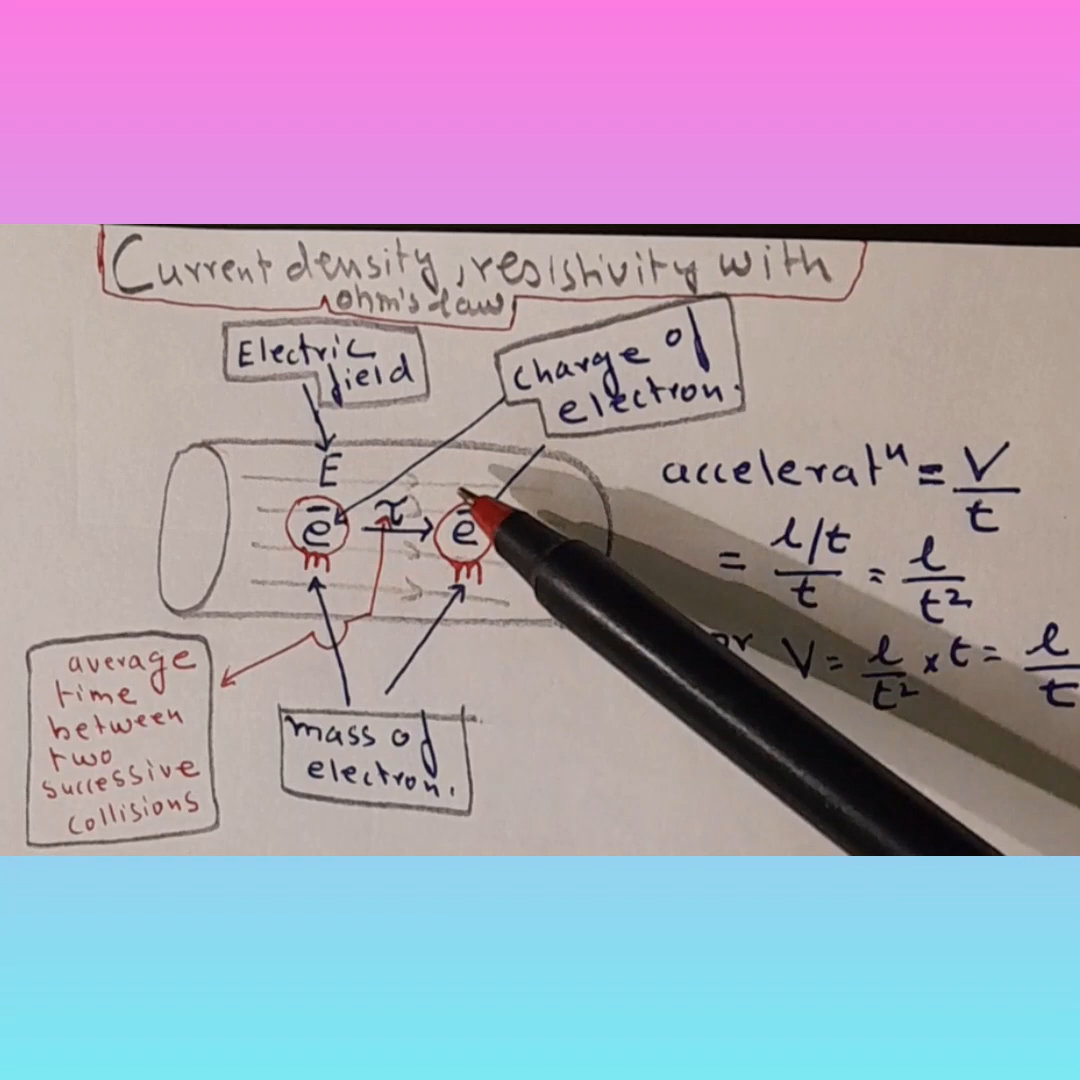 Current density, resistivity with
ohm's law
Electric
field
charge of
electron.
E
ē
τ
ē
m
m
average
time
between
two
successive
collisions
mass of
electron.
acceleratⁿ = V/t
= l/t/t = l/t²
or V = l/t² × t = l/t